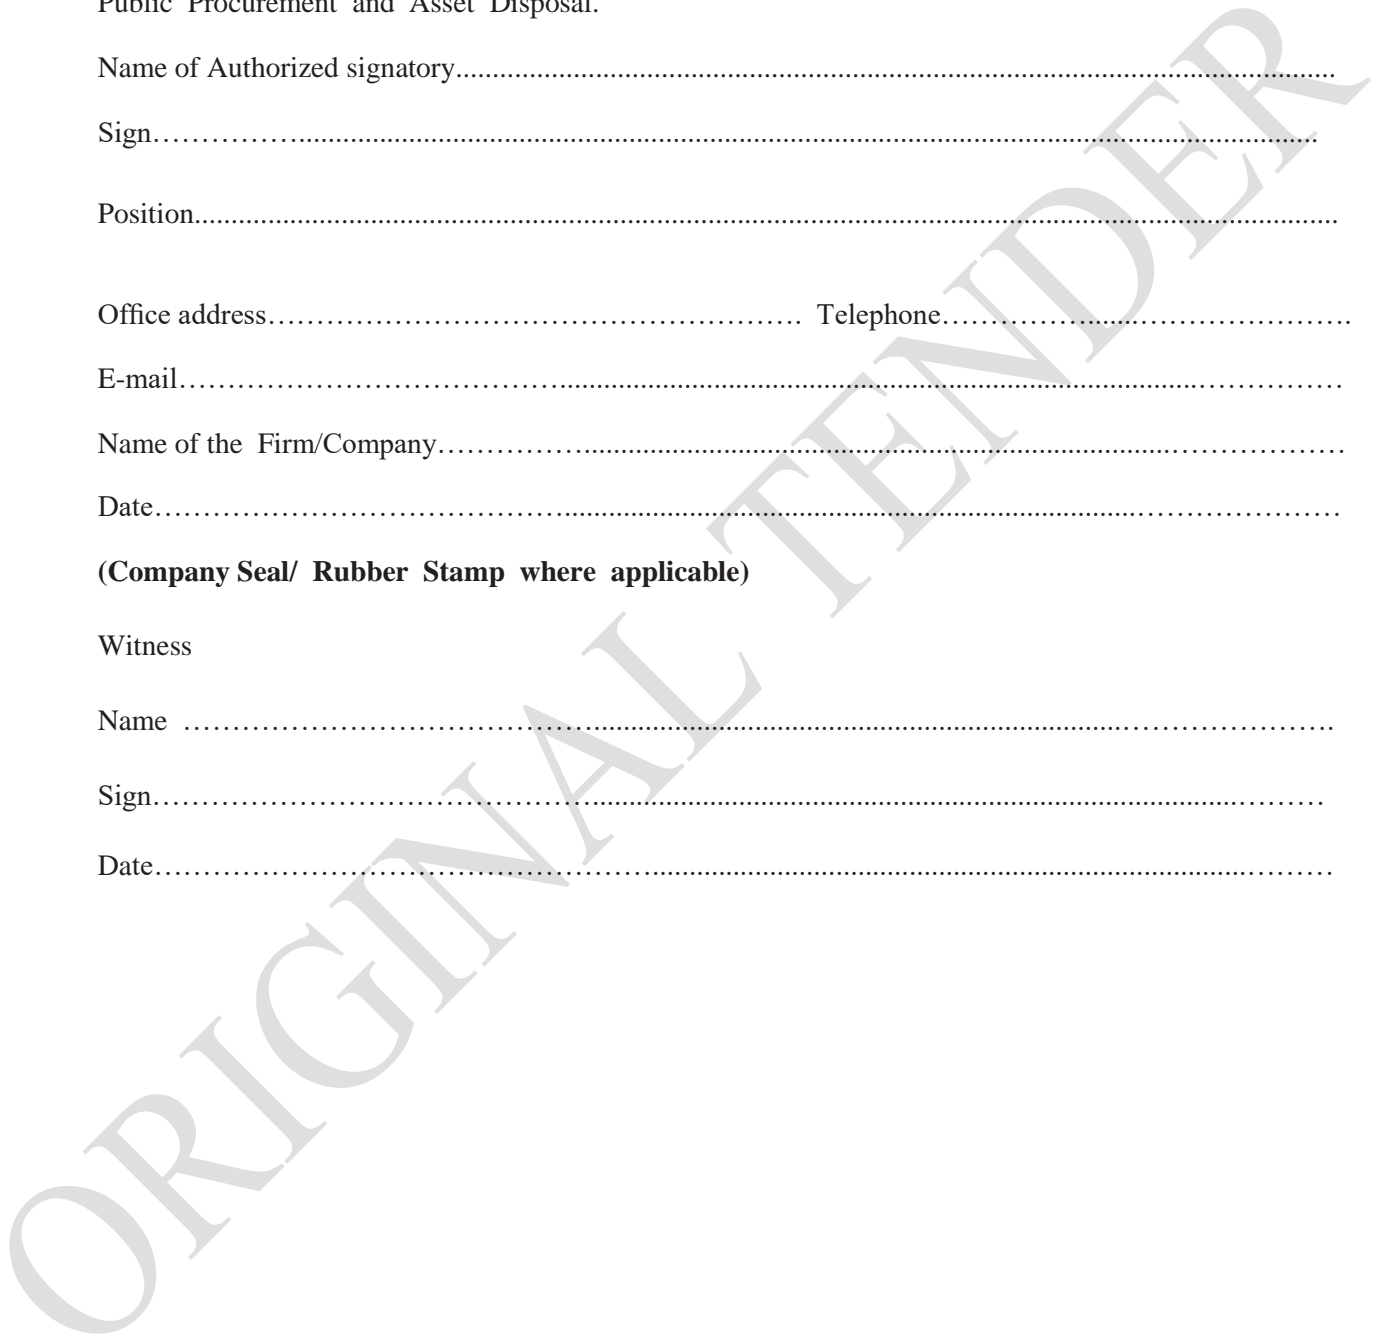 Public Procurement and Asset Disposal.
Name of Authorized signatory........................................................................................................................
Sign……………............................................................................................................................................
Position............................................................................................................................................................
Office address………………………………………………. Telephone……………......………………….
E-mail…………………………………......................................................................................……………
Name of the Firm/Company……………...............................................................................………………
Date……………………………………..............................................................................…………………
(Company Seal/ Rubber Stamp where applicable)
Witness
Name ……………………………………......................................................................………………….
Sign………………………………………........................................................................................………
Date……………………………………………................................................................................………
ORIGINAL TENDER